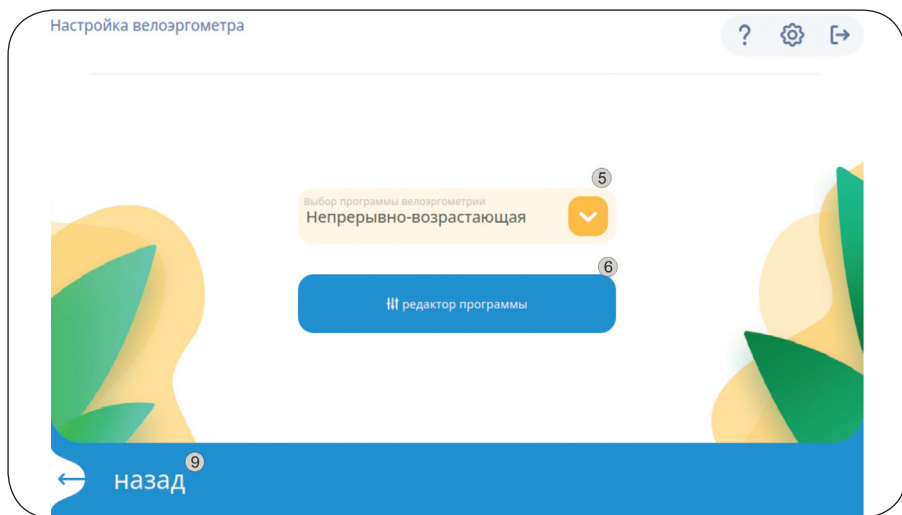 Настройка велоэргометра
?
5
Выбор программы велоэргометрии
Непрерывно-возрастающая
6
редактор программы
9
назад